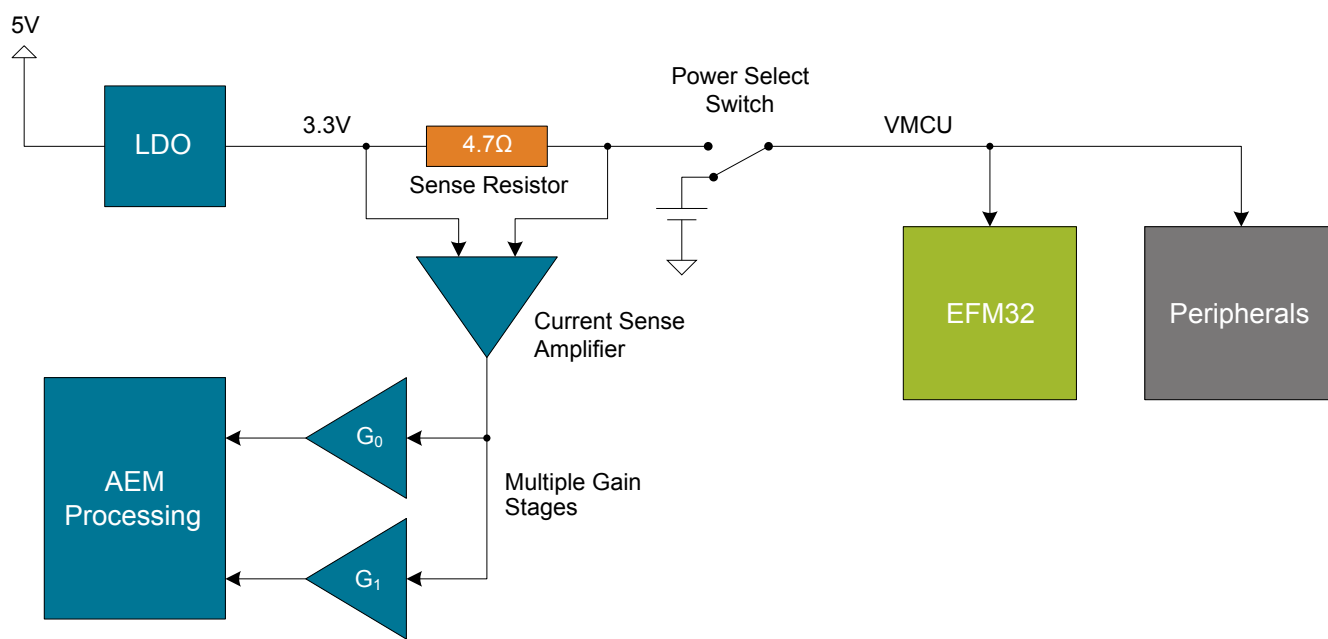 5V
LDO
3.3V
4.7Ω
Sense Resistor
Power Select
Switch
VMCU
EFM32
Peripherals
Current Sense
Amplifier
AEM
Processing
G₀
G₁
Multiple Gain
Stages